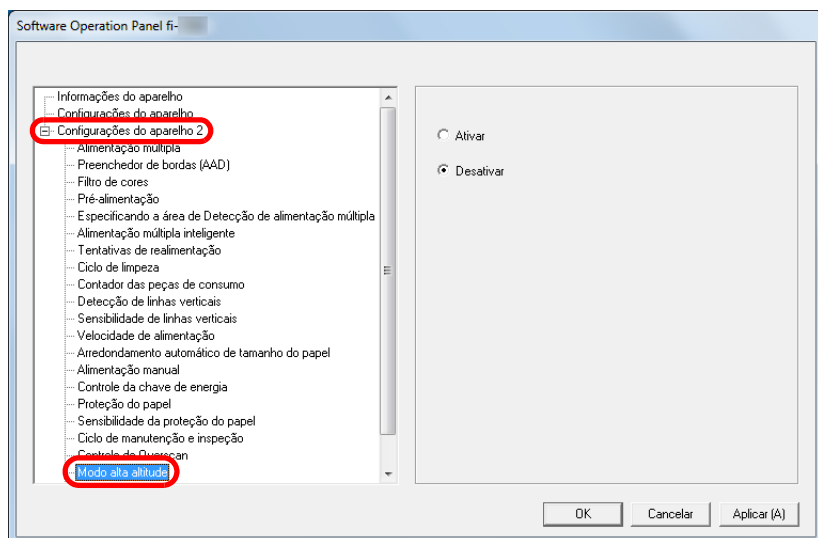 Software Operation Panel fi-
Informações do aparelho
Configurações do aparelho
Configurações do aparelho 2
Alimentação múltipla
Preenchedor de bordas (AAD)
Filtro de cores
Pré-alimentação
Especificando a área de Detecção de alimentação múltipla
Alimentação múltipla inteligente
Tentativas de realimentação
Ciclo de limpeza
Contador das peças de consumo
Detecção de linhas verticais
Sensibilidade de linhas verticais
Velocidade de alimentação
Arredondamento automático de tamanho do papel
Alimentação manual
Controle da chave de energia
Proteção do papel
Sensibilidade da proteção do papel
Ciclo de manutenção e inspeção
Controle de Overscan
Modo alta altitude
Ativar
Desativar
OK Cancelar Aplicar (A)